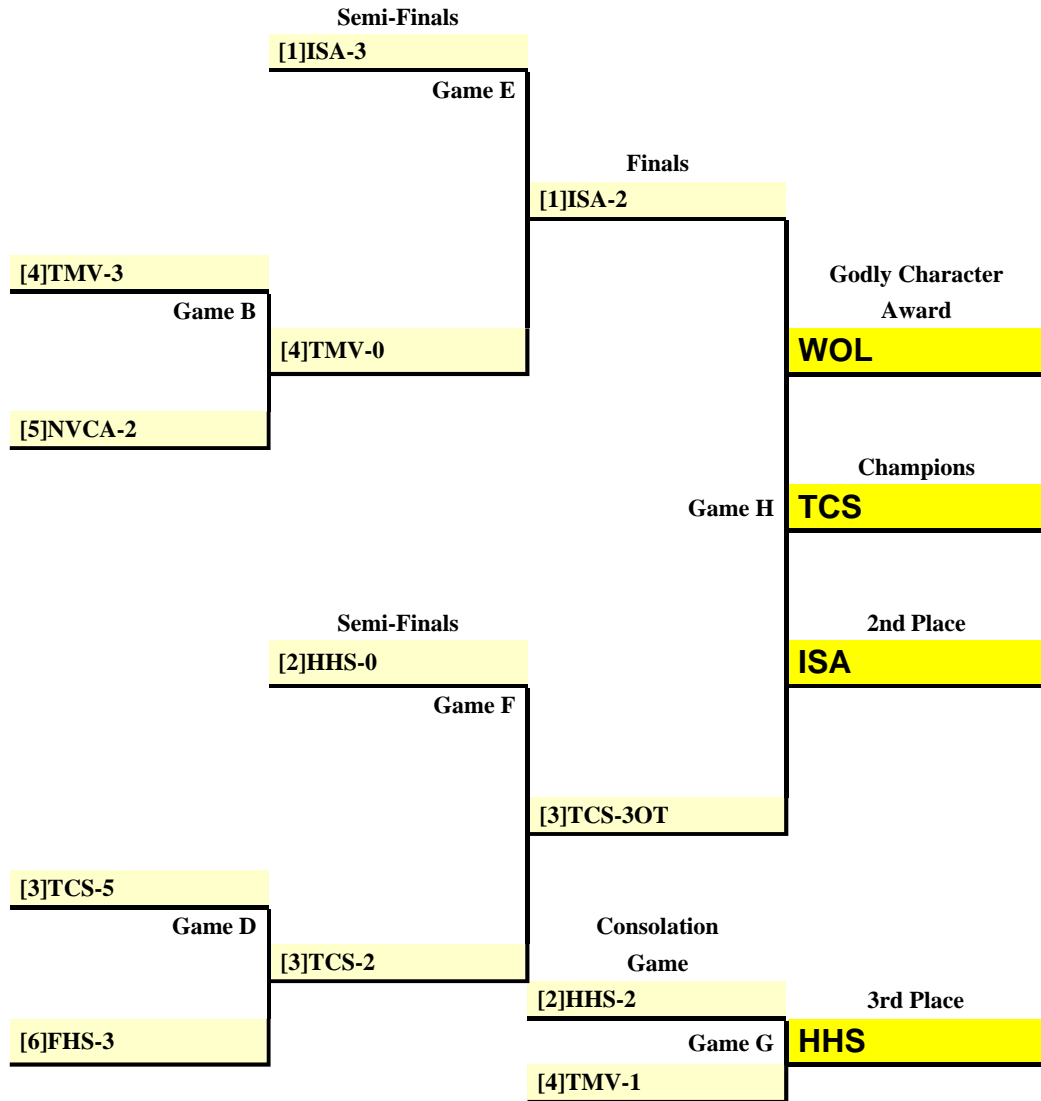 Semi-Finals
[1]ISA-3
Game E
Finals
[1]ISA-2
[4]TMV-3
Godly Character
Award
Game B
[4]TMV-0
WOL
[5]NVCA-2
Champions
Game H
TCS
Semi-Finals
2nd Place
[2]HHS-0
ISA
Game F
[3]TCS-3OT
[3]TCS-5
Game D
Consolation
Game
[3]TCS-2
[2]HHS-2
3rd Place
[6]FHS-3
Game G
HHS
[4]TMV-1